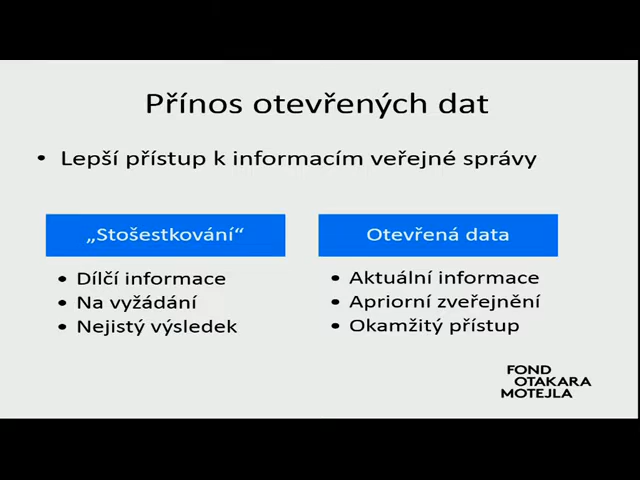 Přínos otevřených dat
• Lepší přístup k informacím veřejné správy
„Stošestkování“
• Dílčí informace
• Na vyžádání
• Nejistý výsledek
Otevřená data
• Aktuální informace
• Apriorní zveřejnění
• Okamžitý přístup
FOND
OTAKARA
MOTEJLA